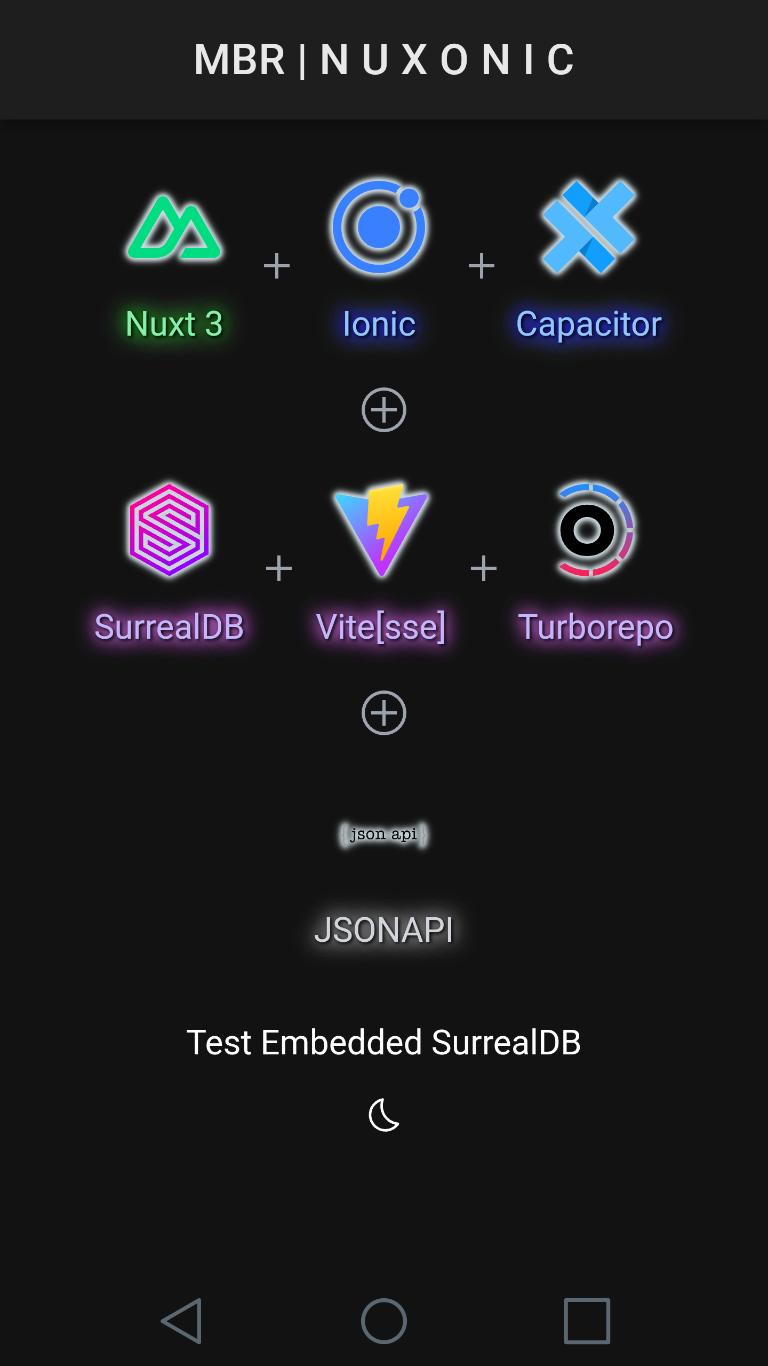 MBR | N U X O N I C
+ +
Nuxt 3 Ionic Capacitor
+
+ +
SurrealDB Vite[sse] Turborepo
+
{json api}
JSONAPI
Test Embedded SurrealDB